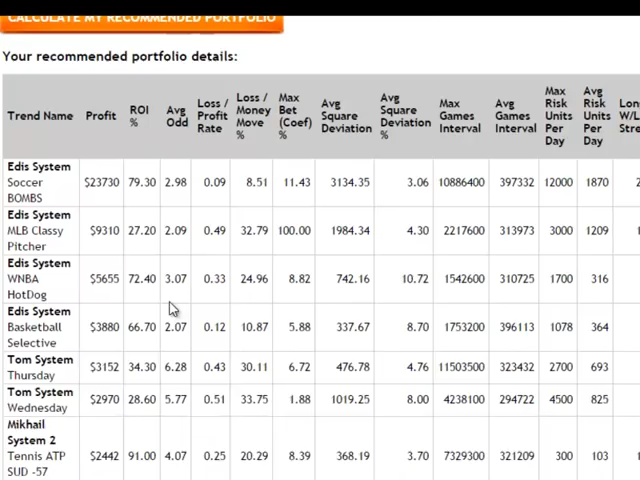 CALCULATE MY RECOMMENDED PORTFOLIO
Your recommended portfolio details:
Trend Name Profit ROI % Avg Odd Loss / Profit Rate Loss / Money Move % Max Bet (Coef) % Avg Square Deviation Avg Square Deviation % Max Games Interval Avg Games Interval Max Risk Units Per Day Avg Risk Units Per Day
Edis System Soccer BOMBS $23730 79.30 2.98 0.09 8.51 11.43 3134.35 3.06 10886400 397332 12000 1870
Edis System MLB Classy Pitcher $9310 27.20 2.09 0.49 32.79 100.00 1984.34 4.30 2217600 313973 3000 1209
Edis System WNBA HotDog $5655 72.40 3.07 0.33 24.96 8.82 742.16 10.72 1542600 310725 1700 316
Edis System Basketball Selective $3880 66.70 2.07 0.12 10.87 5.88 337.67 8.70 1753200 396113 1078 364
Tom System Thursday $3152 34.30 6.28 0.43 30.11 6.72 476.78 4.76 11503500 323432 2700 693
Tom System Wednesday $2970 28.60 5.77 0.51 33.75 1.88 1019.25 8.00 4238100 294722 4500 825
Mikhail System 2 Tennis ATP SUD -57 $2442 91.00 4.07 0.25 20.29 8.39 368.19 3.70 7329300 321209 300 103